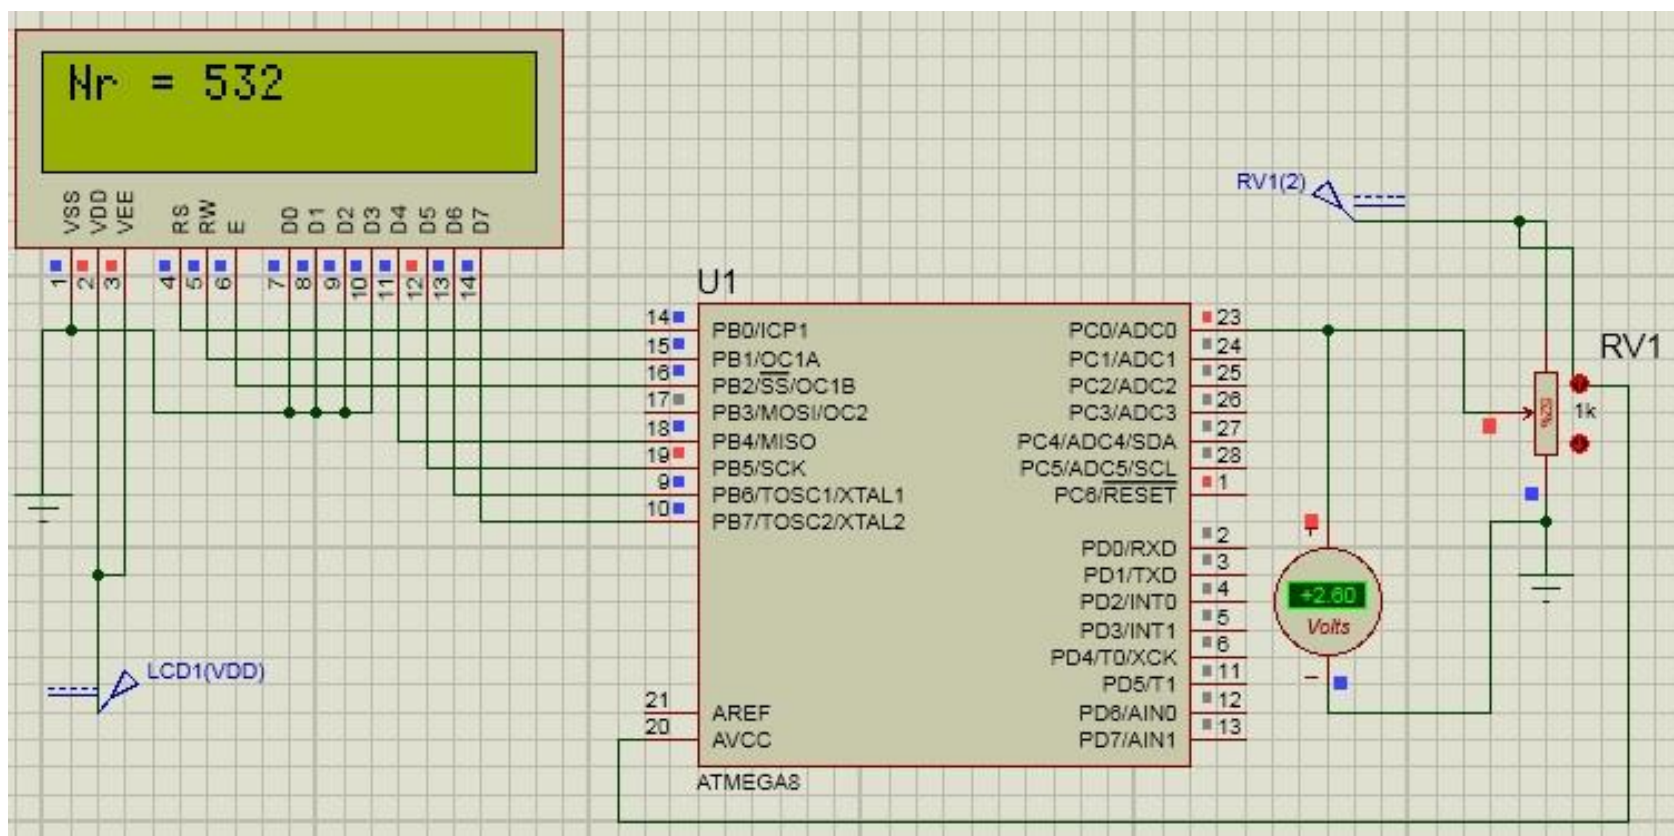 Nr = 532
VSS
VDD
VEE
RS
RW
E
D0
D1
D2
D3
D4
D5
D6
D7
1
2
3
4
5
6
7
8
9
10
11
12
13
14
RV1(2)
U1
14 PB0/ICP1
15 PB1/OC1A
16 PB2/SS/OC1B
17 PB3/MOSI/OC2
18 PB4/MISO
19 PB5/SCK
9 PB6/TOSC1/XTAL1
10 PB7/TOSC2/XTAL2
21 AREF
20 AVCC
PC0/ADC0 23
PC1/ADC1 24
PC2/ADC2 25
PC3/ADC3 26
PC4/ADC4/SDA 27
PC5/ADC5/SCL 28
PC6/RESET 1
PD0/RXD 2
PD1/TXD 3
PD2/INT0 4
PD3/INT1 5
PD4/T0/XCK 6
PD5/T1 11
PD6/AIN0 12
PD7/AIN1 13
ATMEGA8
RV1
52%
1k
+2.60
Volts
LCD1(VDD)